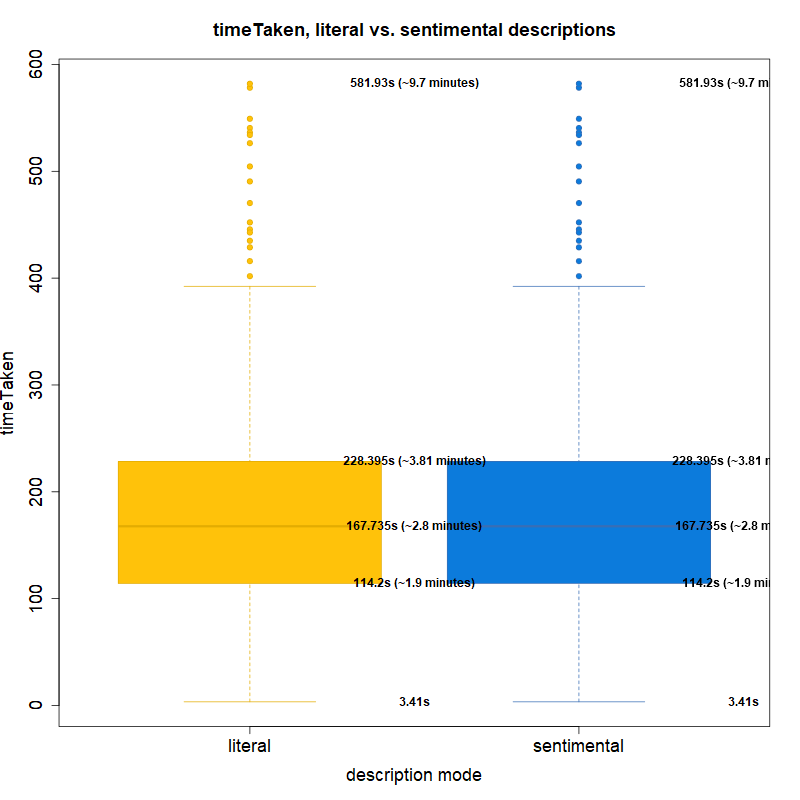 timeTaken, literal vs. sentimental descriptions
600
581.93s (~9.7 minutes)
581.93s (~9.7 m
500
400
300
timeTaken
228.395s (~3.81 minutes)
228.395s (~3.81 m
200
167.735s (~2.8 minutes)
167.735s (~2.8 m
114.2s (~1.9 minutes)
114.2s (~1.9 mi
100
0
3.41s
3.41s
literal
sentimental
description mode